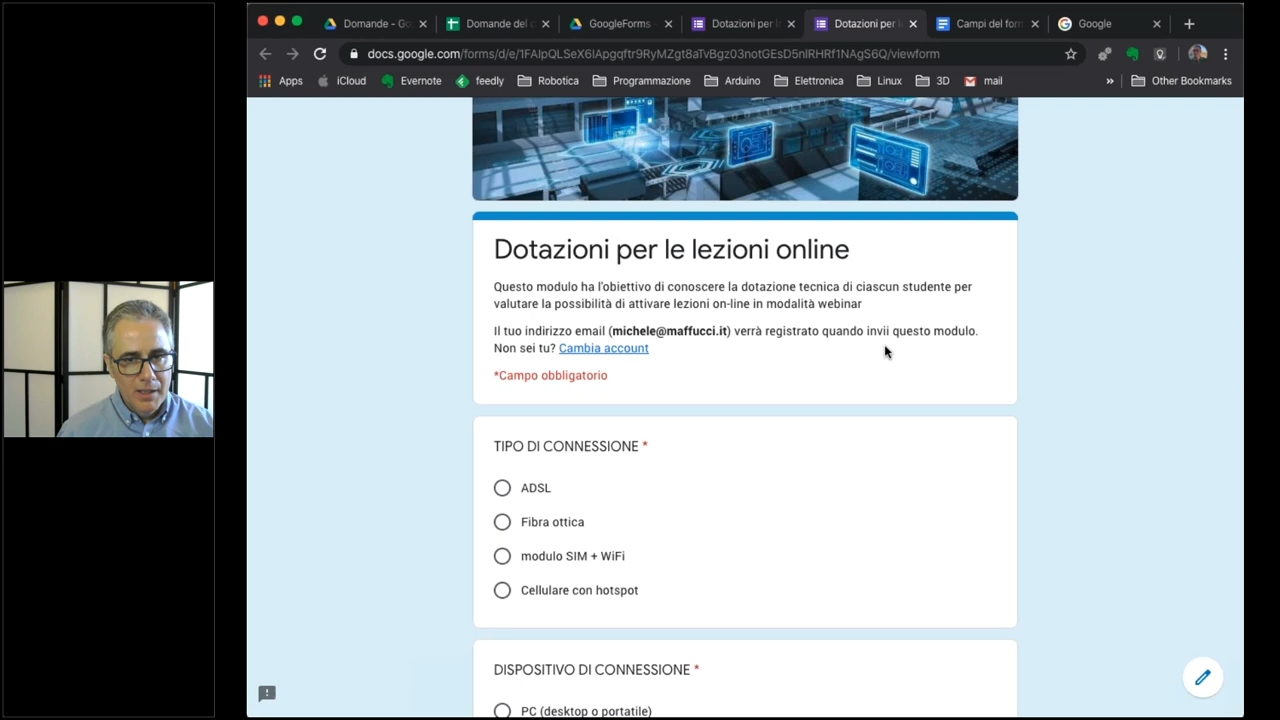 Domande - Go
Domande del c
GoogleForms -
Dotazioni per l
Dotazioni per l
Campi del form
Google
docs.google.com/forms/d/e/
/viewform
Apps
iCloud
Evernote
feedly
Robotica
Programmazione
Arduino
Elettronica
Linux
3D
mail
»
Other Bookmarks
Dotazioni per le lezioni online
Questo modulo ha l'obiettivo di conoscere la dotazione tecnica di ciascun studente per
valutare la possibilità di attivare lezioni on-line in modalità webinar
Il tuo indirizzo email (michele@maffucci.it) verrà registrato quando invii questo modulo.
Non sei tu? Cambia account
*Campo obbligatorio
TIPO DI CONNESSIONE *
ADSL
Fibra ottica
modulo SIM + WiFi
Cellulare con hotspot
DISPOSITIVO DI CONNESSIONE *
PC (desktop o portatile)